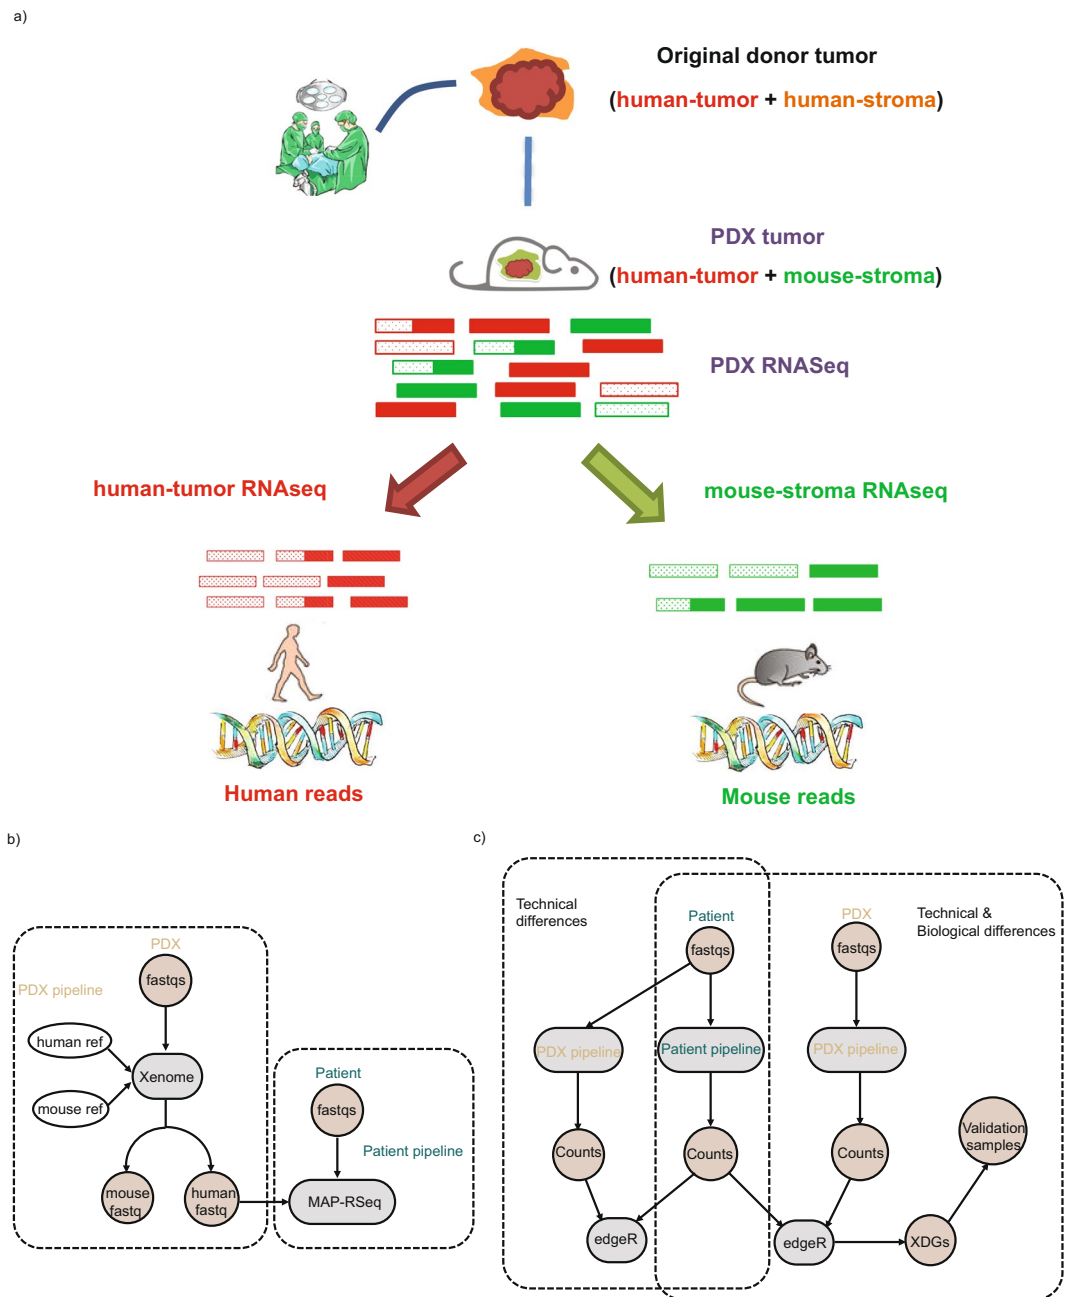 a)
Original donor tumor
(human-tumor + human-stroma)
PDX tumor
(human-tumor + mouse-stroma)
PDX RNASeq
human-tumor RNAseq
mouse-stroma RNAseq
Human reads
Mouse reads
b)
PDX
fastqs
PDX pipeline
human ref
Xenome
mouse ref
mouse
fastq
human
fastq
Patient
fastqs
Patient pipeline
MAP-RSeq
c)
Technical
differences
Patient
fastqs
PDX
fastqs
Technical &
Biological differences
PDX pipeline
Patient pipeline
PDX pipeline
Counts
Counts
Counts
Validation
samples
edgeR
edgeR
XDGs